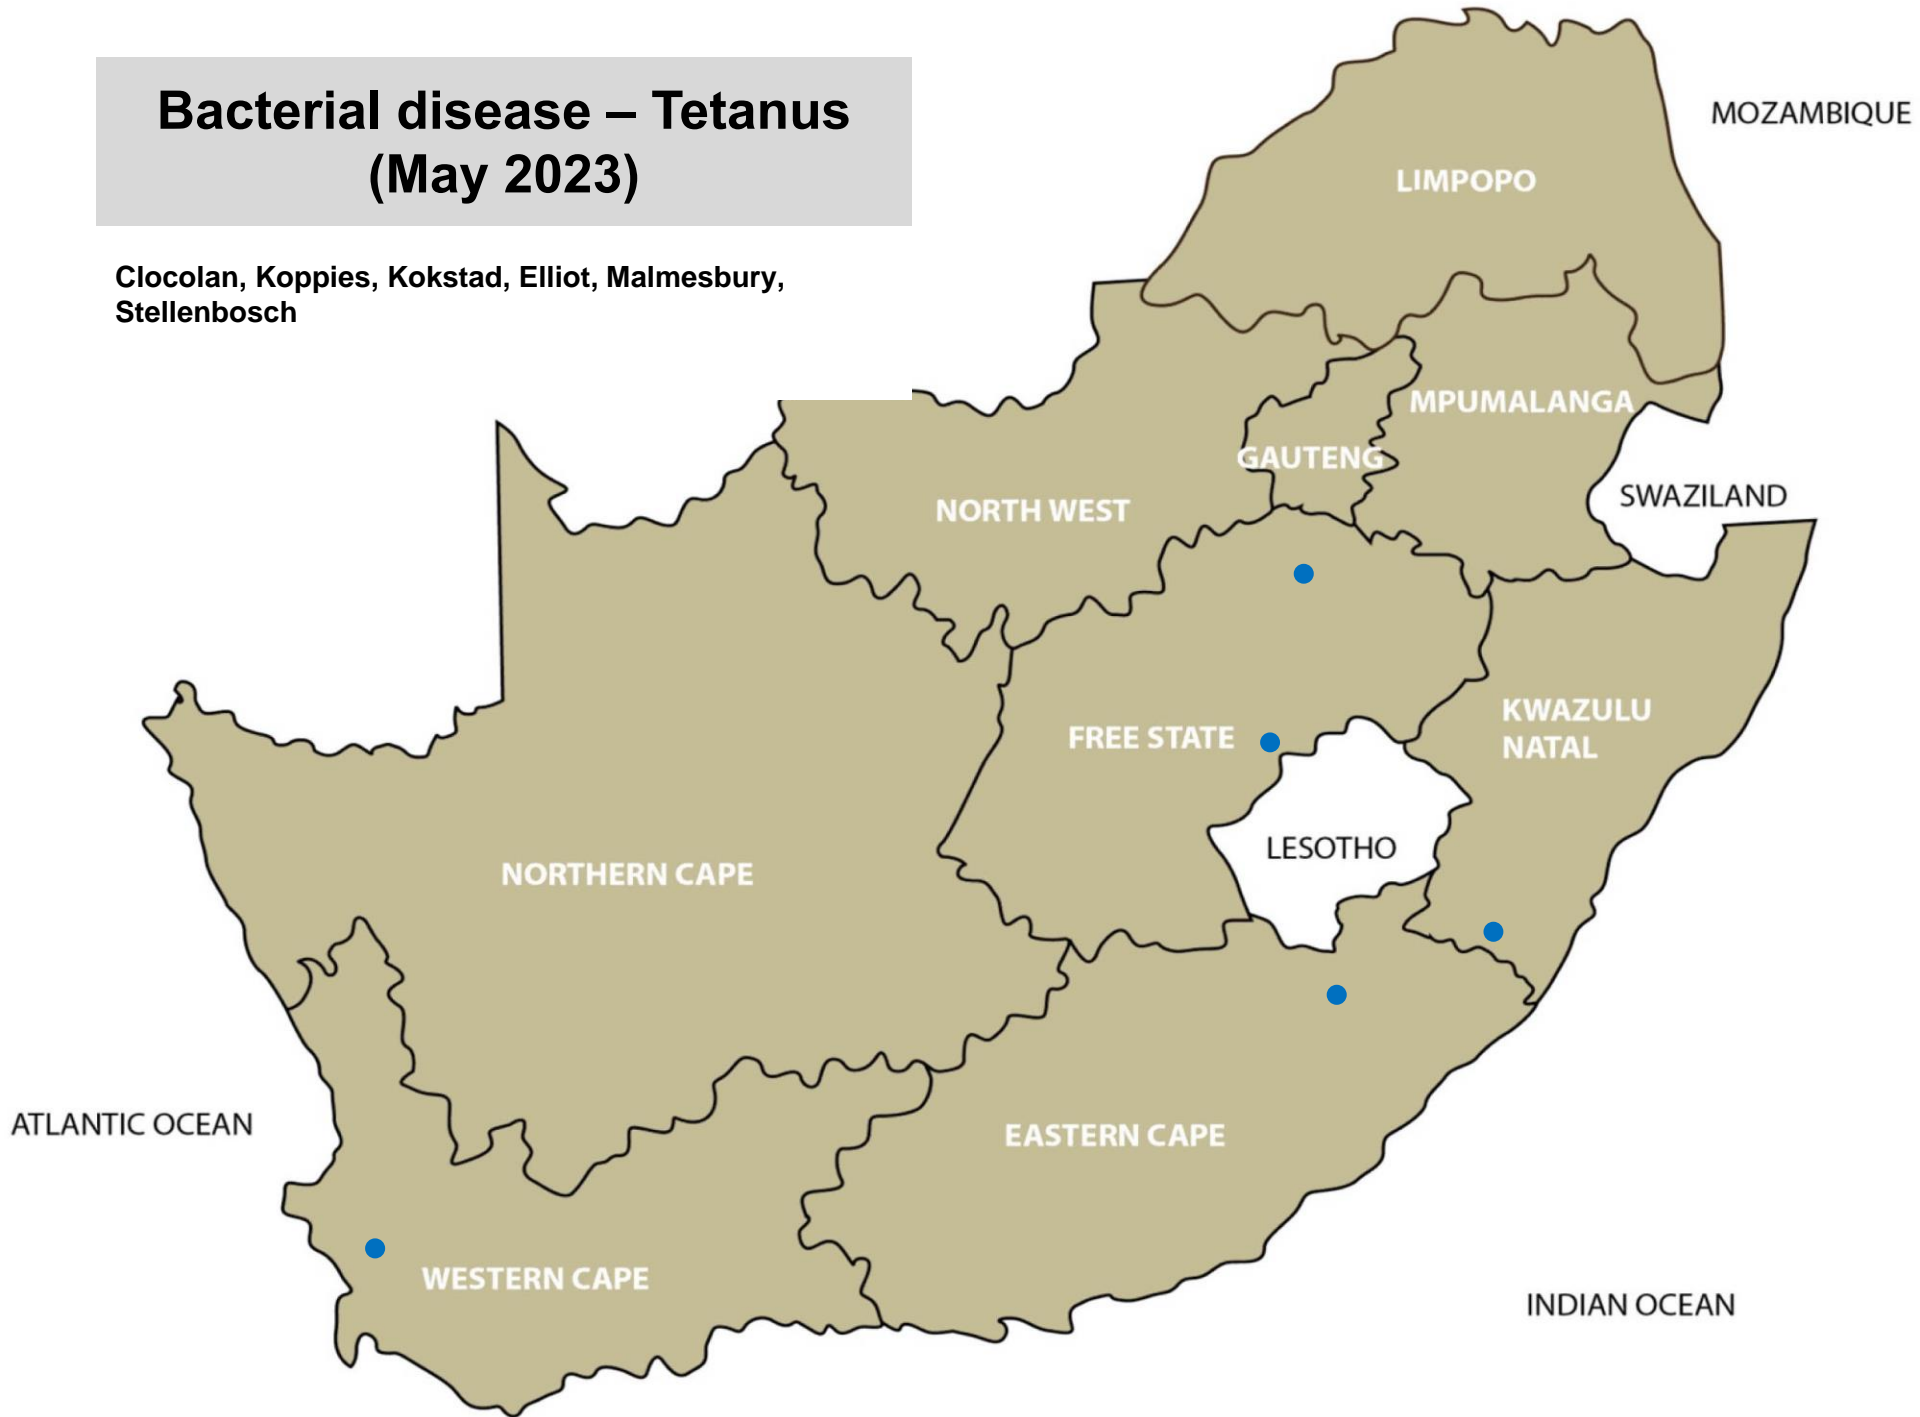 Bacterial disease – Tetanus
(May 2023)
Clocolan, Koppies, Kokstad, Elliot, Malmesbury,
Stellenbosch
MOZAMBIQUE
LIMPOPO
MPUMALANGA
GAUTENG
SWAZILAND
NORTH WEST
KWAZULU
NATAL
FREE STATE
LESOTHO
NORTHERN CAPE
ATLANTIC OCEAN
EASTERN CAPE
WESTERN CAPE
INDIAN OCEAN